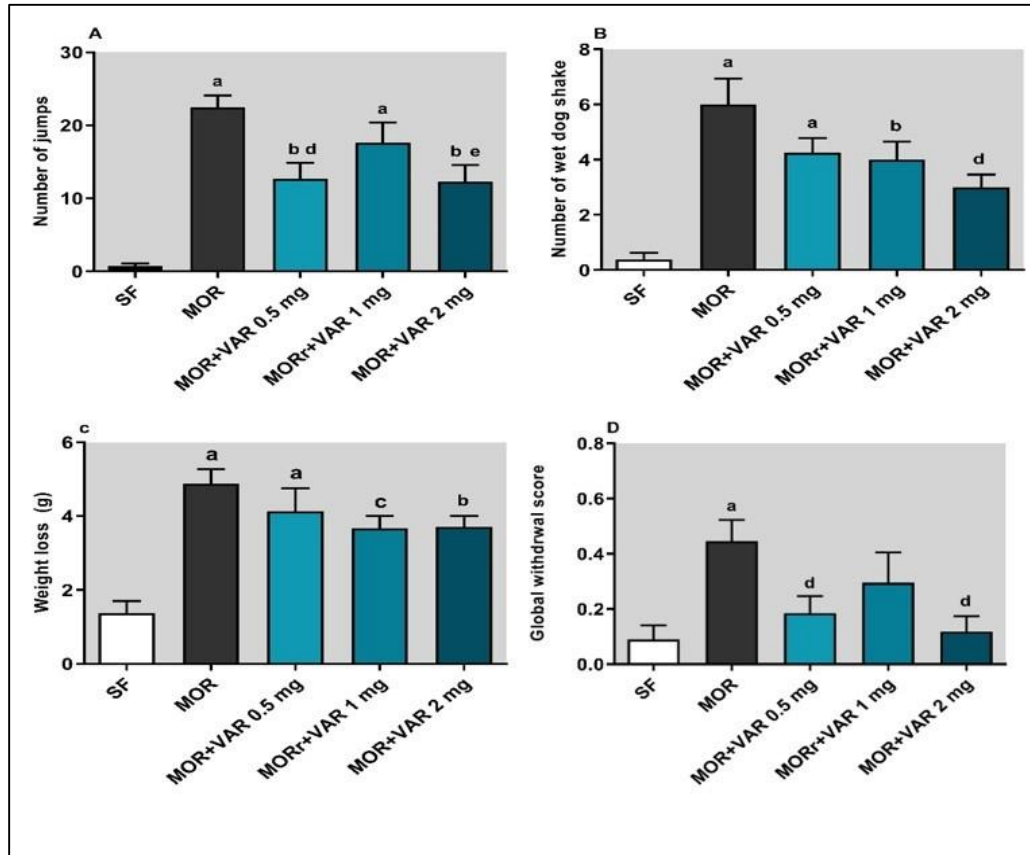 A
Number of jumps
30
20
10
0
a
b d
a
b e
SF
MOR
MOR+VAR 0.5 mg
MORr+VAR 1 mg
MOR+VAR 2 mg
B
Number of wet dog shake
8
6
4
2
0
a
a
b
d
SF
MOR
MOR+VAR 0.5 mg
MORr+VAR 1 mg
MOR+VAR 2 mg
c
Weight loss (g)
6
4
2
0
a
a
c
b
SF
MOR
MOR+VAR 0.5 mg
MORr+VAR 1 mg
MOR+VAR 2 mg
D
Global withdrwal score
0.8
0.6
0.4
0.2
0.0
a
d
d
SF
MOR
MOR+VAR 0.5 mg
MORr+VAR 1 mg
MOR+VAR 2 mg